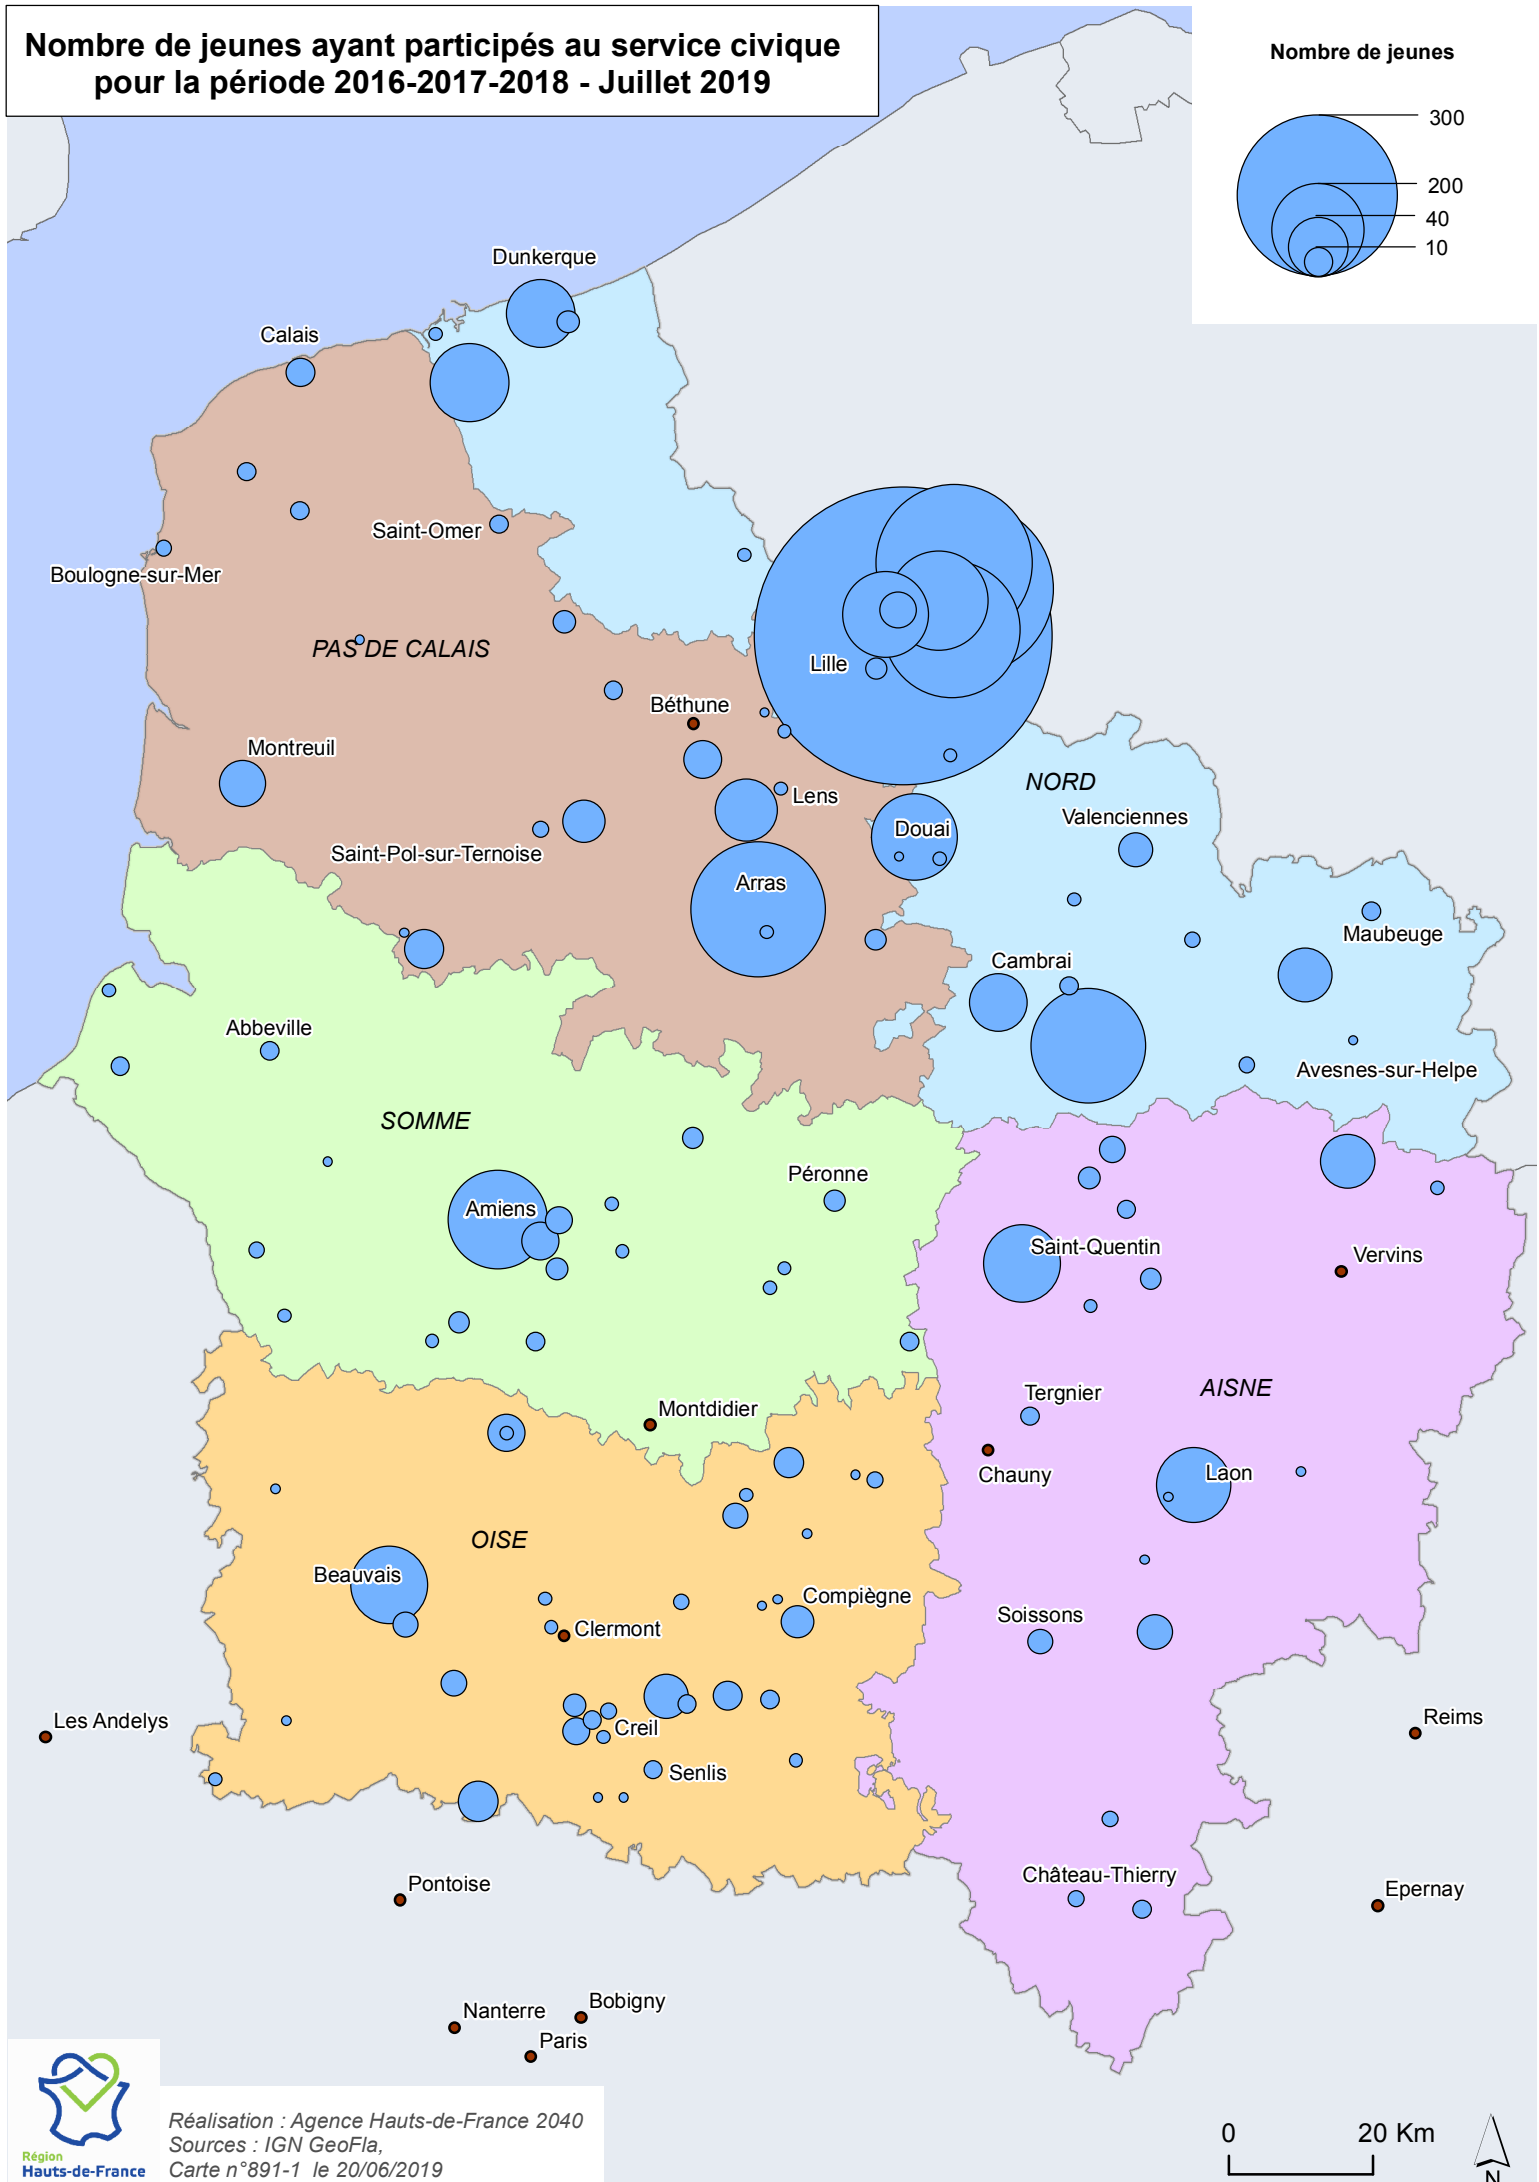 Nombre de jeunes ayant participés au service civique
pour la période 2016-2017-2018 - Juillet 2019
Nombre de jeunes
300
200
40
10
Dunkerque
Calais
Saint-Omer
Boulogne-sur-Mer
PAS DE CALAIS
Lille
Béthune
Montreuil
NORD
Lens
Valenciennes
Douai
Saint-Pol-sur-Ternoise
Arras
Maubeuge
Cambrai
Abbeville
Avesnes-sur-Helpe
SOMME
Péronne
Amiens
Saint-Quentin
Vervins
AISNE
Tergnier
Montdidier
Chauny
Laon
OISE
Beauvais
Compiègne
Soissons
Clermont
Les Andelys
Creil
Reims
Senlis
Château-Thierry
Pontoise
Epernay
Bobigny
Nanterre
Paris
Réalisation : Agence Hauts-de-France 2040
Sources : IGN GeoFla,
Carte n°891-1 le 20/06/2019
Région
Hauts-de-France
0 20 Km
N